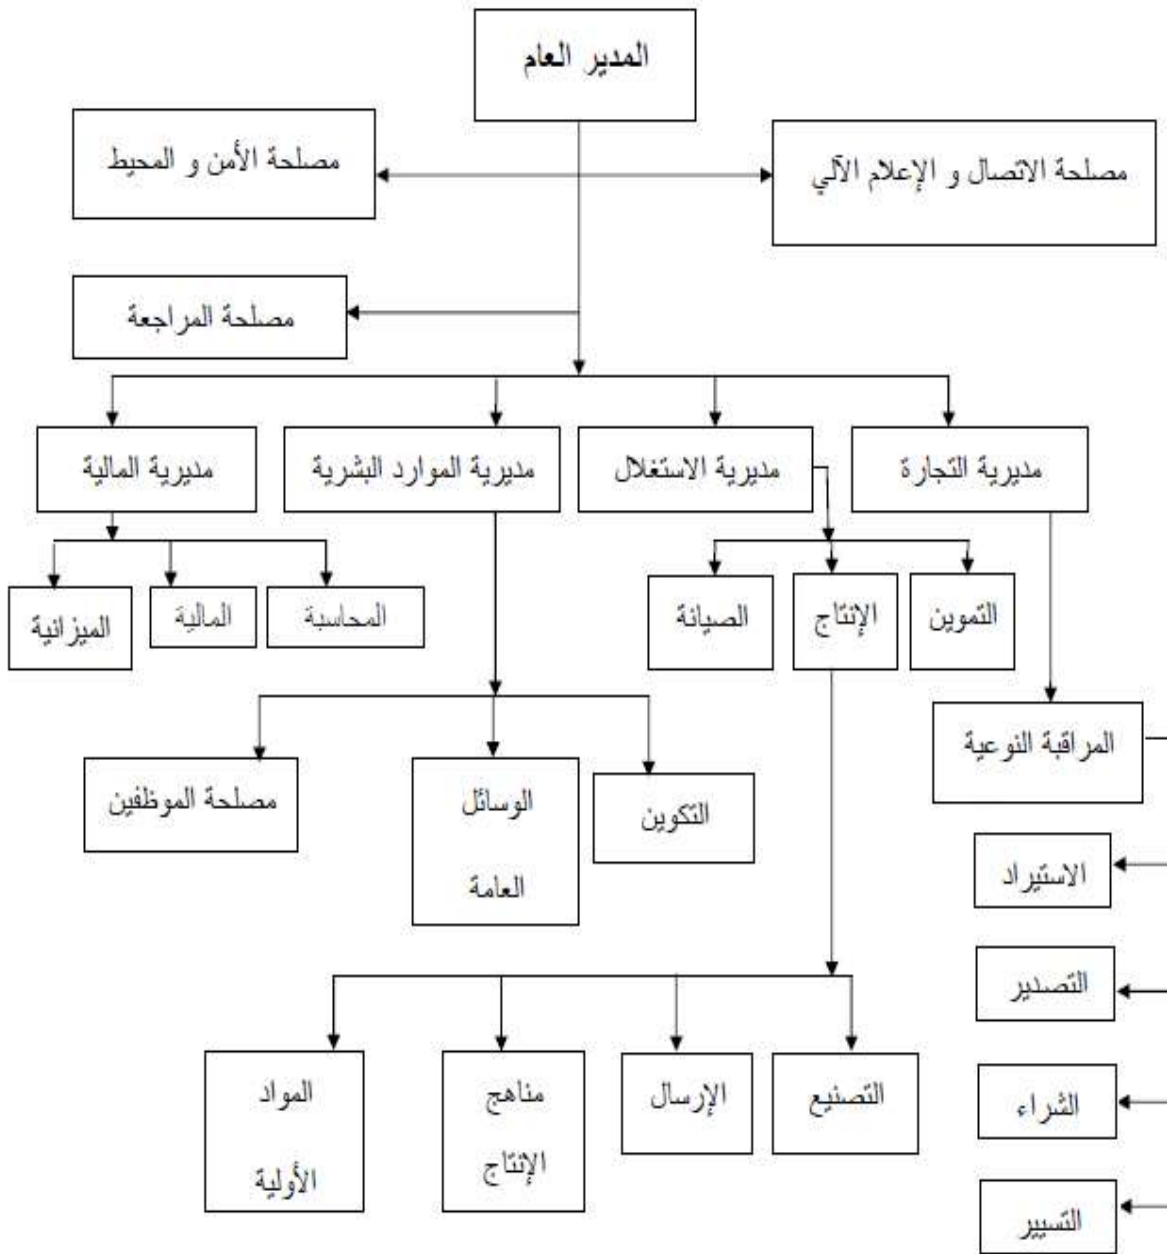 المدير العام
مصلحة الاتصال و الإعلام الآلي
مصلحة الأمن و المحيط
مصلحة المراجعة
مديرية التجارة
مديرية الاستغلال
مديرية الموارد البشرية
مديرية المالية
التموين
الإنتاج
الصيانة
المحاسبة
المالية
الميزانية
المراقبة النوعية
التكوين
الوسائل
العامة
مصلحة الموظفين
الاستيراد
التصدير
الشراء
التسيير
التصنيع
الإرسال
مناهج
الإنتاج
المواد
الأولية